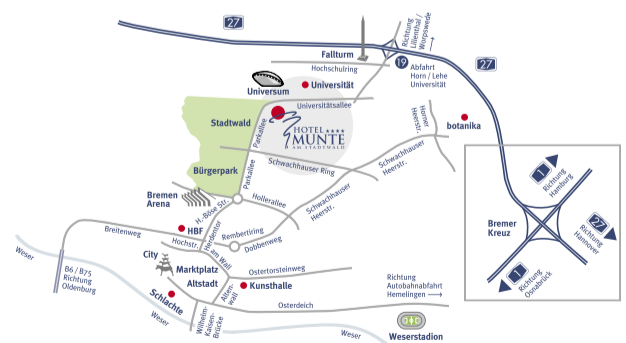 27
Richtung
Lilienthal /
Worpswede
Fallturm
Hochschulring
19
Abfahrt
Horn / Lehe
Universität
27
Universum
Universität
Universitätsallee
Stadtwald
Parkallee
HOTEL ★★★★
MUNTE
AM STADTWALD
Horner
Heerstr.
botanika
Bürgerpark
Parkallee
Schwachhauser Ring
Schwachhauser
Heerstr.
Schwachhauser
Heerstr.
Bremen
Arena
H.-Böse Str.
Hollerallee
HBF
Breitenweg
Hochstr.
Herdentor
Rembertiring
Dobbenweg
am Wall
City
Marktplatz
Altstadt
Ostertorsteinweg
Kunsthalle
Alten-
wall
Weser
B6 / B75
Richtung
Oldenburg
Schlachte
Weser
Wilhelm-
Kaisen-
Brücke
Osterdeich
Weser
Richtung
Autobahnabfahrt
Hemelingen
Weserstadion
1
Richtung
Hamburg
Bremer
Kreuz
27
Richtung
Hannover
1
Richtung
Osnabrück